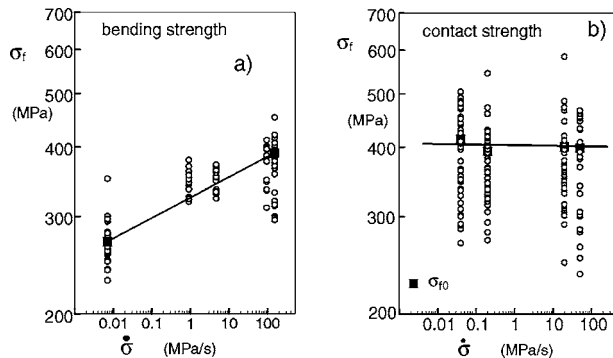 700
bending strength
600
σf
a)
500
(MPa)
400
300
200
0.01 0.1 1 10 100
σ̇ (MPa/s)
700
contact strength
b)
600
σf
500
(MPa)
400
300
σf0
200
0.01 0.1 1 10 100
σ̇ (MPa/s)